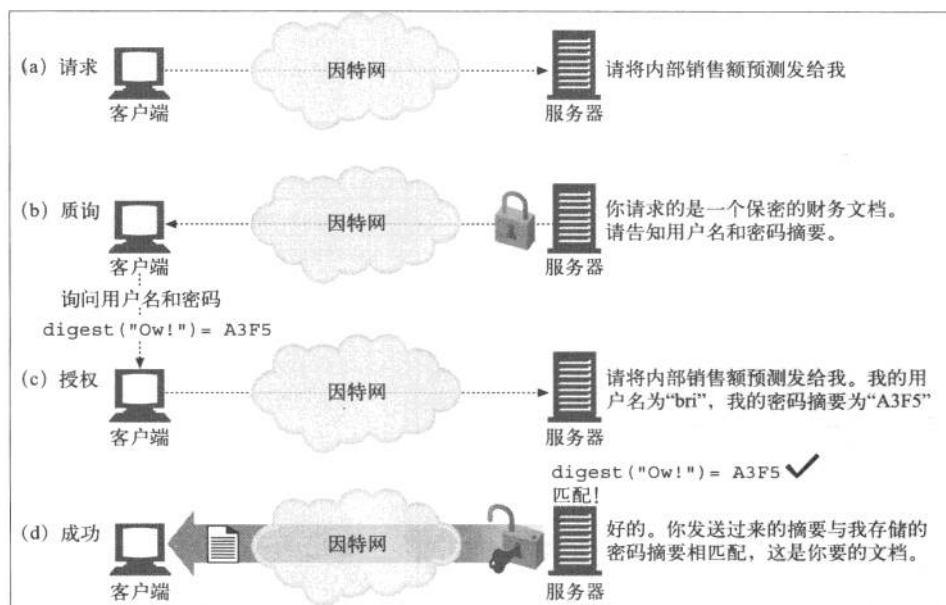 (a) 请求
因特网
请将内部销售额预测发给我
客户端
服务器
(b) 质询
因特网
你请求的是一个保密的财务文档。
请告知用户名和密码摘要。
客户端
服务器
询问用户名和密码
digest("Ow!")= A3F5
(c) 授权
因特网
请将内部销售额预测发给我。我的用
户名为“bri”，我的密码摘要为“A3F5”
客户端
服务器
digest("Ow!")= A3F5
匹配！
(d) 成功
因特网
好的。你发送过来的摘要与我存储的
密码摘要相匹配，这是你要的文档。
客户端
服务器